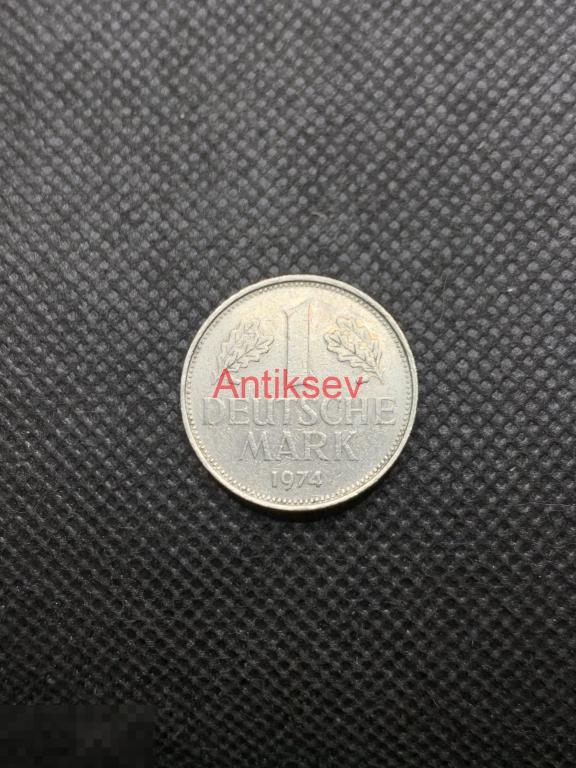 1
Antiksev
DEUTSCHE
MARK
1974